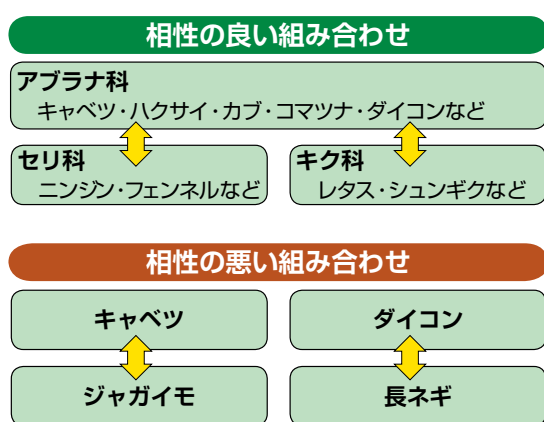 相性の良い組み合わせ
アブラナ科
キャベツ・ハクサイ・カブ・コマツナ・ダイコンなど
セリ科
ニンジン・フェンネルなど
キク科
レタス・シュンギクなど
相性の悪い組み合わせ
キャベツ
ダイコン
ジャガイモ
長ネギ